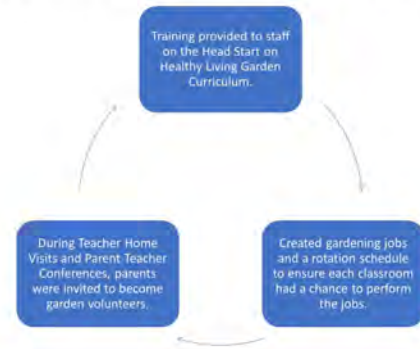 Training provided to staff
on the Head Start on
Healthy Living Garden
Curriculum.
Created gardening jobs
and a rotation schedule
to ensure each classroom
had a chance to perform
the jobs.
During Teacher Home
Visits and Parent Teacher
Conferences, parents
were invited to become
garden volunteers.